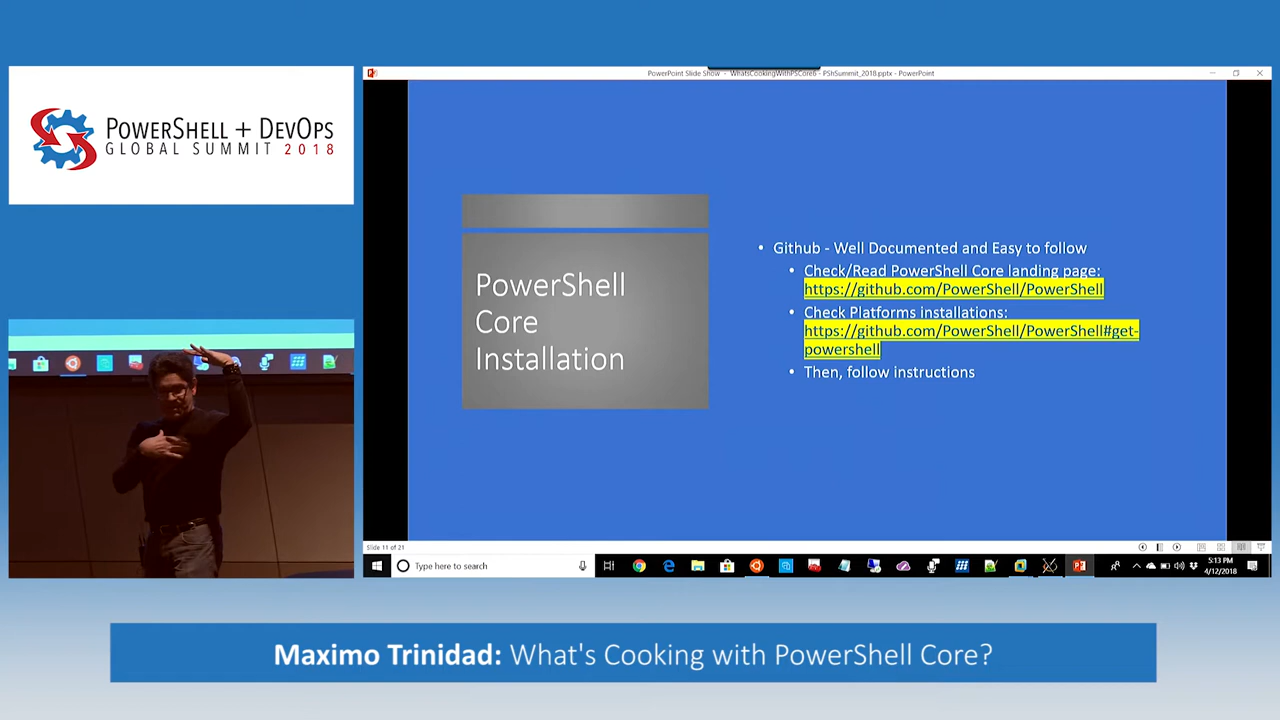 POWERSHELL + DEVOPS
GLOBAL SUMMIT 2018
PowerPoint Slide Show - WhatsCookingWithPSCore6 - PShSummit_2018.pptx - PowerPoint
PowerShell
Core
Installation
• Github - Well Documented and Easy to follow
• Check/Read PowerShell Core landing page:
https://github.com/PowerShell/PowerShell
• Check Platforms installations:
https://github.com/PowerShell/PowerShell#get-
powershell
• Then, follow instructions
Slide 11 of 21
Type here to search
5:13 PM
4/12/2018
Maximo Trinidad: What's Cooking with PowerShell Core?